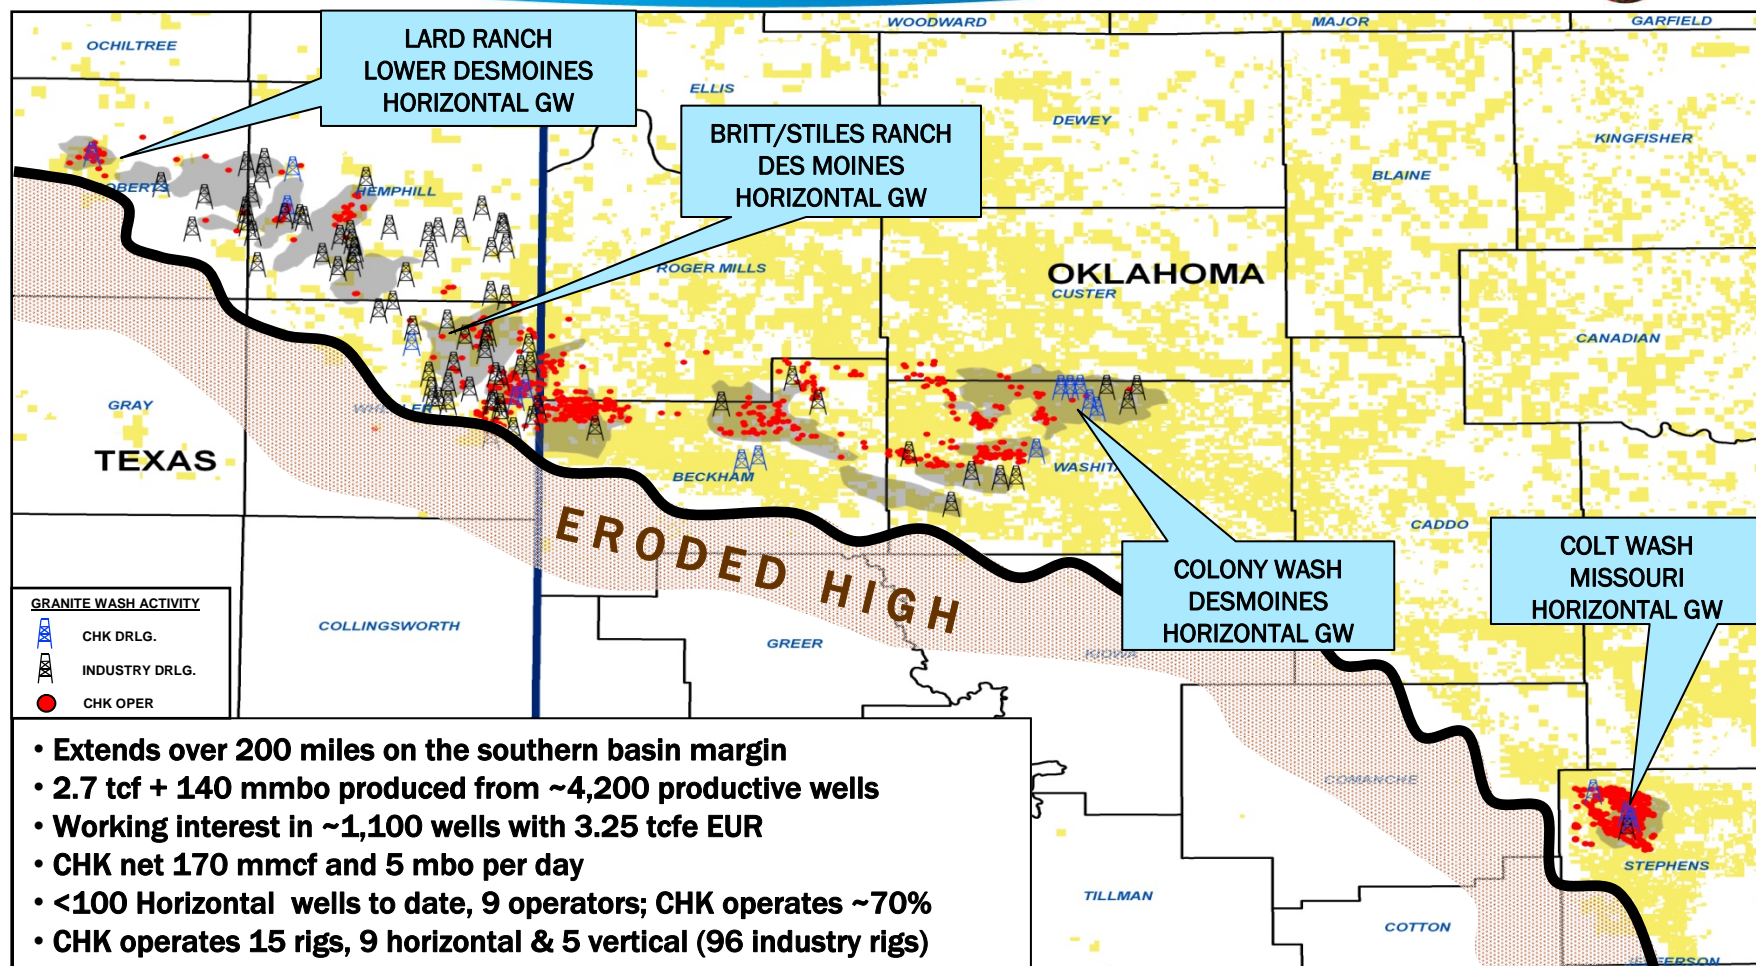 WOODWARD
MAJOR
GARFIELD
OCHILTREE
LARD RANCH
LOWER DESMOINES
HORIZONTAL GW
ELLIS
DEWEY
KINGFISHER
BRITT/STILES RANCH
DES MOINES
HORIZONTAL GW
BLAINE
OBERTS
HEMPHILL
ROGER MILLS
OKLAHOMA
CUSTER
CANADIAN
GRAY
WHEELER
TEXAS
BECKHAM
WASHITA
CADDO
ERODED HIGH
COLONY WASH
DESMOINES
HORIZONTAL GW
COLT WASH
MISSOURI
HORIZONTAL GW
GRANITE WASH ACTIVITY
CHK DRLG.
INDUSTRY DRLG.
CHK OPER
COLLINGSWORTH
GREER
KIOWA
COMANCHE
STEPHENS
TILLMAN
COTTON
JEFFERSON
• Extends over 200 miles on the southern basin margin
• 2.7 tcf + 140 mmbo produced from ~4,200 productive wells
• Working interest in ~1,100 wells with 3.25 tcfe EUR
• CHK net 170 mmcf and 5 mbo per day
• <100 Horizontal wells to date, 9 operators; CHK operates ~70%
• CHK operates 15 rigs, 9 horizontal & 5 vertical (96 industry rigs)